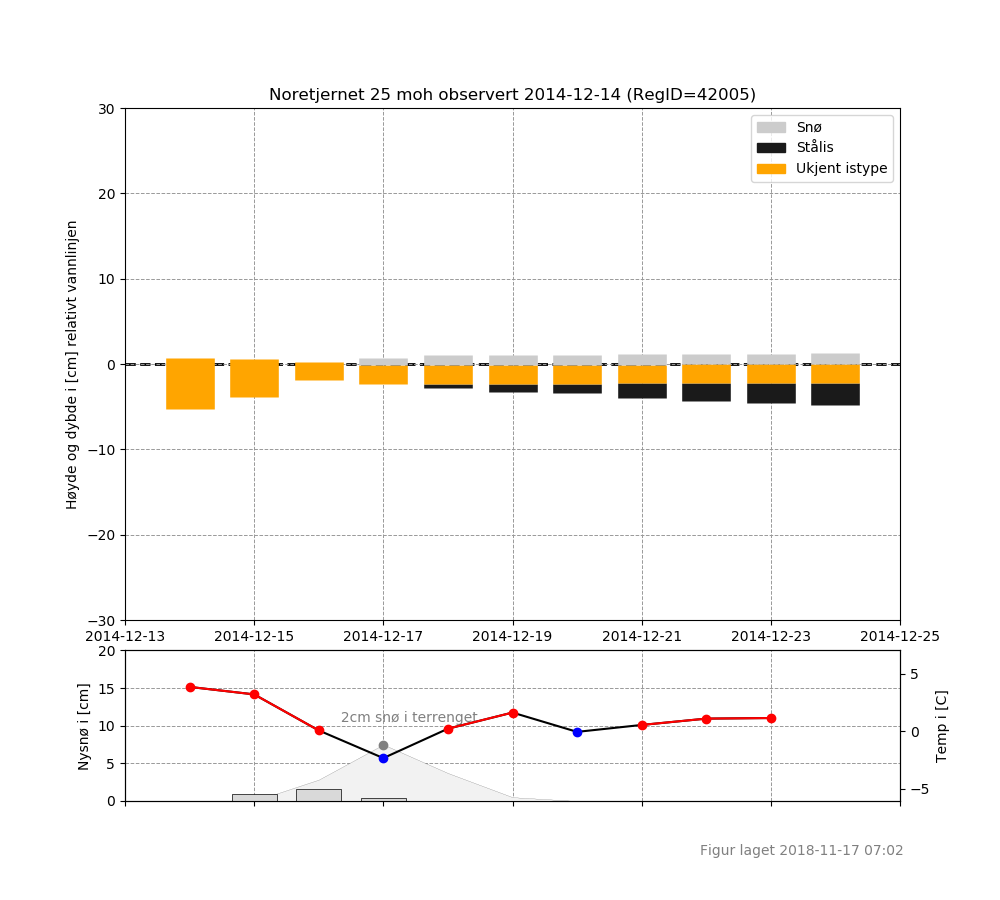 Noretjernet 25 moh observert 2014-12-14 (RegID=42005)
Høyde og dybde i [cm] relativt vannlinjen
30
20
10
0
−10
−20
−30
Snø
Stålis
Ukjent istype
2014-12-13 2014-12-15 2014-12-17 2014-12-19 2014-12-21 2014-12-23 2014-12-25
Nysnø i [cm]
20
15
10
5
0
2cm snø i terrenget
5
0
−5
Temp i [C]
Figur laget 2018-11-17 07:02